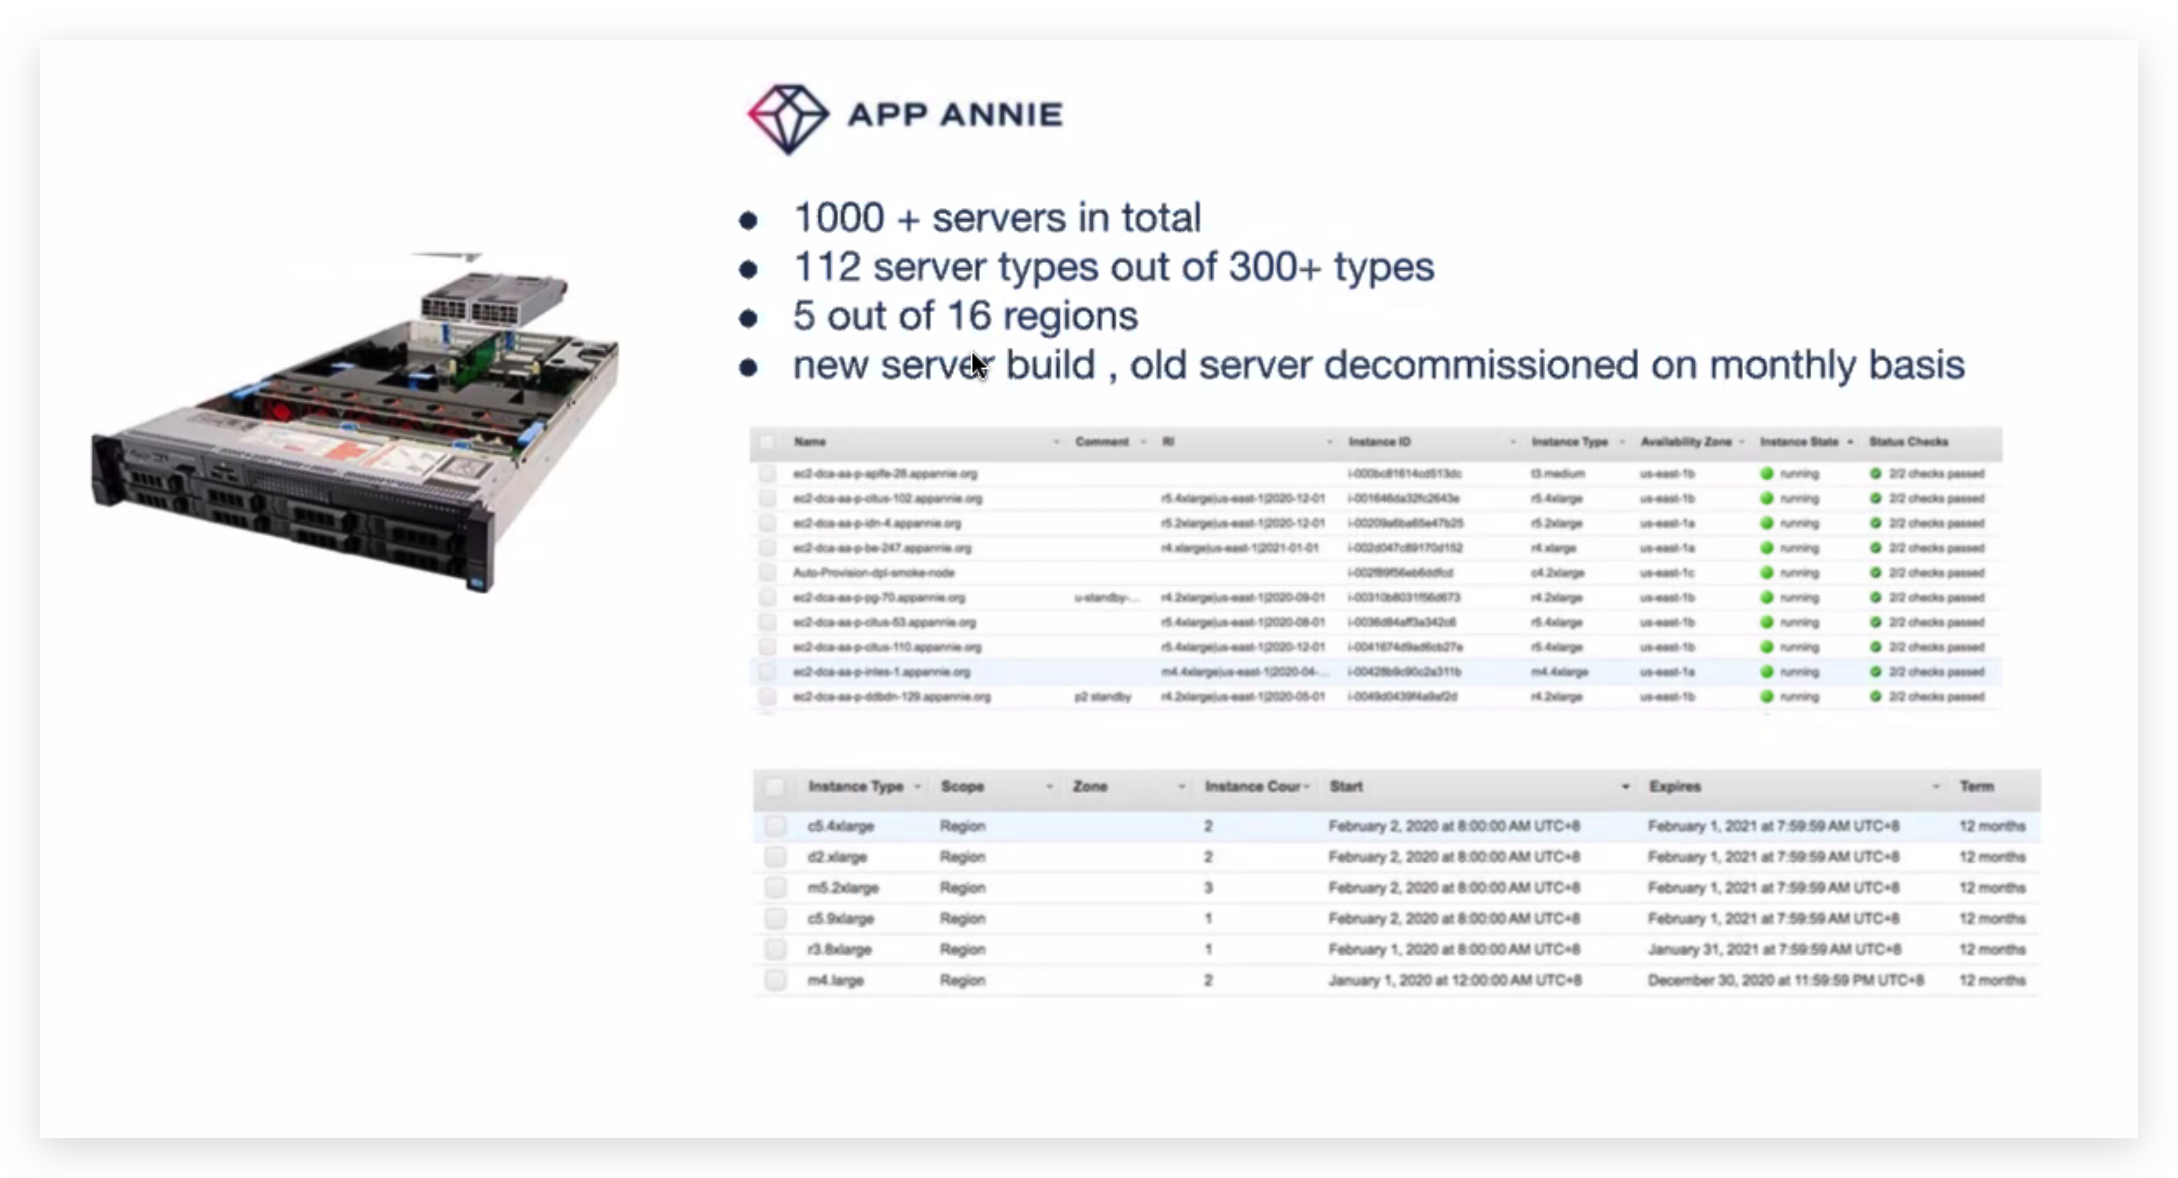 APP ANNIE
1000 + servers in total
112 server types out of 300+ types
5 out of 16 regions
new server build , old server decommissioned on monthly basis
Name Comment RI Instance ID Instance Type Availability Zone Instance State Status Checks
ec2-dca-aa-p-apife-28.appannie.org t3.medium us-east-1b running 2/2 checks passed
ec2-dca-aa-p-citus-102.appannie.org r5.4xlarge|us-east-1|2020-12-01 r5.4xlarge us-east-1b running 2/2 checks passed
ec2-dca-aa-p-idn-4.appannie.org r5.2xlarge|us-east-1|2020-12-01 r5.2xlarge us-east-1a running 2/2 checks passed
ec2-dca-aa-p-be-247.appannie.org r4.xlarge|us-east-1|2021-01-01 r4.xlarge us-east-1a running 2/2 checks passed
Auto-Provision-dpl-smoke-node c4.2xlarge us-east-1c running 2/2 checks passed
ec2-dca-aa-p-pg-70.appannie.org u-standby-... r4.2xlarge|us-east-1|2020-09-01 r4.2xlarge us-east-1b running 2/2 checks passed
ec2-dca-aa-p-citus-53.appannie.org r5.4xlarge|us-east-1|2020-08-01 r5.4xlarge us-east-1b running 2/2 checks passed
ec2-dca-aa-p-citus-110.appannie.org r5.4xlarge|us-east-1|2020-12-01 r5.4xlarge us-east-1b running 2/2 checks passed
ec2-dca-aa-p-intes-1.appannie.org m4.4xlarge|us-east-1|2020-04-... m4.4xlarge us-east-1a running 2/2 checks passed
ec2-dca-aa-p-ddbdn-129.appannie.org p2 standby r4.2xlarge|us-east-1|2020-05-01 r4.2xlarge us-east-1b running 2/2 checks passed
Instance Type Scope Zone Instance Cour Start Expires Term
c5.4xlarge Region 2 February 2, 2020 at 8:00:00 AM UTC+8 February 1, 2021 at 7:59:59 AM UTC+8 12 months
d2.xlarge Region 2 February 2, 2020 at 8:00:00 AM UTC+8 February 1, 2021 at 7:59:59 AM UTC+8 12 months
m5.2xlarge Region 3 February 2, 2020 at 8:00:00 AM UTC+8 February 1, 2021 at 7:59:59 AM UTC+8 12 months
c5.9xlarge Region 1 February 2, 2020 at 8:00:00 AM UTC+8 February 1, 2021 at 7:59:59 AM UTC+8 12 months
r3.8xlarge Region 1 February 1, 2020 at 8:00:00 AM UTC+8 January 31, 2021 at 7:59:59 AM UTC+8 12 months
m4.large Region 2 January 1, 2020 at 12:00:00 AM UTC+8 December 30, 2020 at 11:59:59 PM UTC+8 12 months